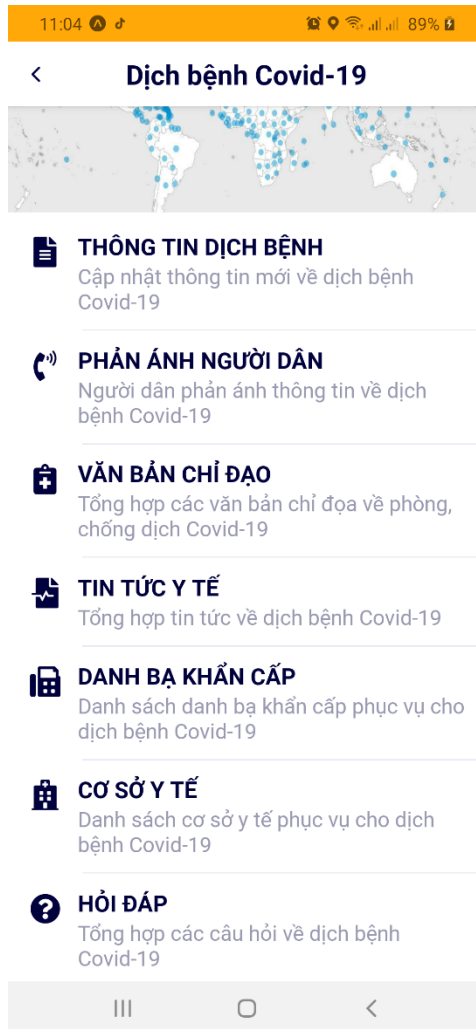 11:04
89%
Dịch bệnh Covid-19
THÔNG TIN DỊCH BỆNH
Cập nhật thông tin mới về dịch bệnh
Covid-19
PHẢN ÁNH NGƯỜI DÂN
Người dân phản ánh thông tin về dịch
bệnh Covid-19
VĂN BẢN CHỈ ĐẠO
Tổng hợp các văn bản chỉ đọa về phòng,
chống dịch Covid-19
TIN TỨC Y TẾ
Tổng hợp tin tức về dịch bệnh Covid-19
DANH BẠ KHẨN CẤP
Danh sách danh bạ khẩn cấp phục vụ cho
dịch bệnh Covid-19
CƠ SỞ Y TẾ
Danh sách cơ sở y tế phục vụ cho dịch
bệnh Covid-19
HỎI ĐÁP
Tổng hợp các câu hỏi về dịch bệnh
Covid-19